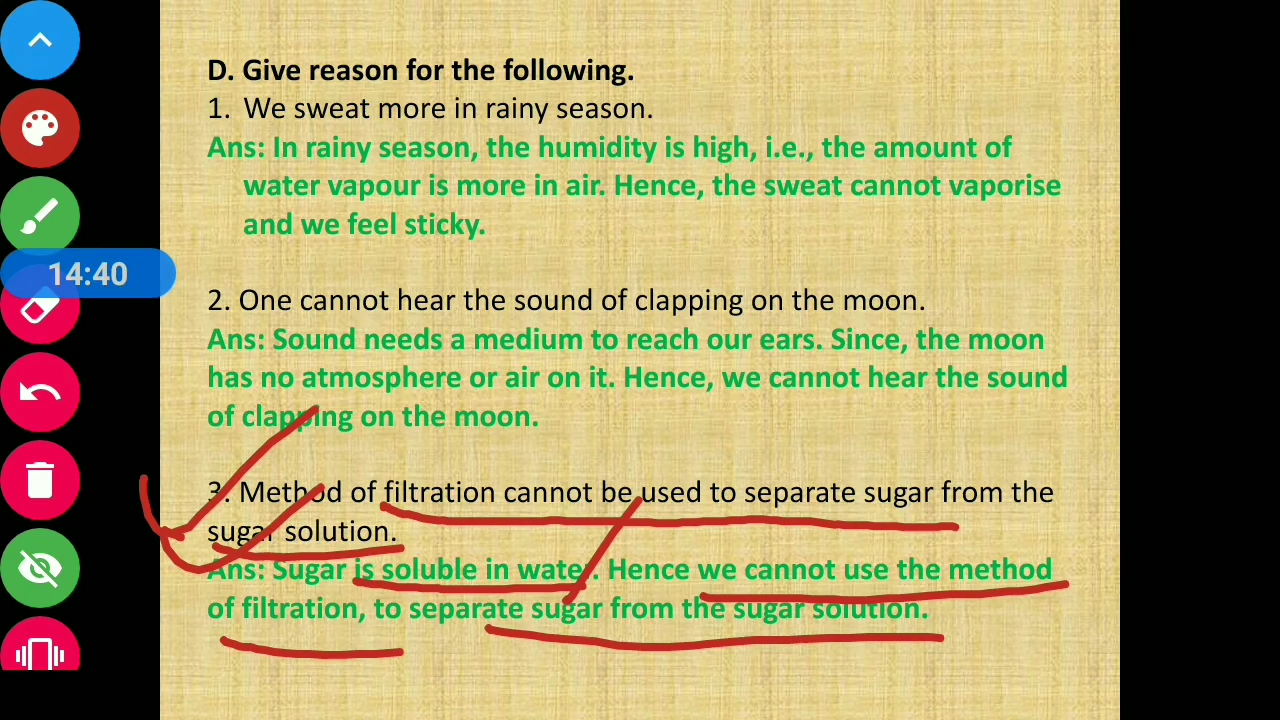 D. Give reason for the following.
1. We sweat more in rainy season.
Ans: In rainy season, the humidity is high, i.e., the amount of
water vapour is more in air. Hence, the sweat cannot vaporise
and we feel sticky.
14:40
2. One cannot hear the sound of clapping on the moon.
Ans: Sound needs a medium to reach our ears. Since, the moon
has no atmosphere or air on it. Hence, we cannot hear the sound
of clapping on the moon.
3. Method of filtration cannot be used to separate sugar from the
sugar solution.
Ans: Sugar is soluble in water. Hence we cannot use the method
of filtration, to separate sugar from the sugar solution.